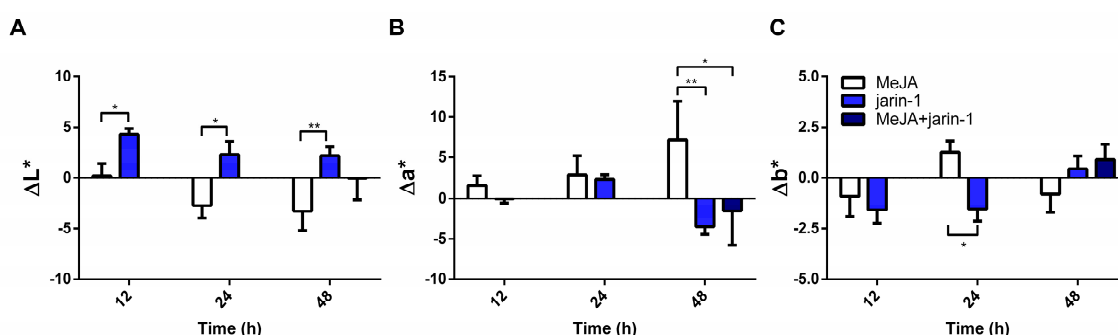 A
B
C
ΔL*
10
5
0
-5
-10
*
*
**
12
24
48
Time (h)
Δa*
15
10
5
0
-5
-10
**
*
12
24
48
Time (h)
Δb*
5.0
2.5
0.0
-2.5
-5.0
MeJA
jarin-1
MeJA+jarin-1
*
12
24
48
Time (h)